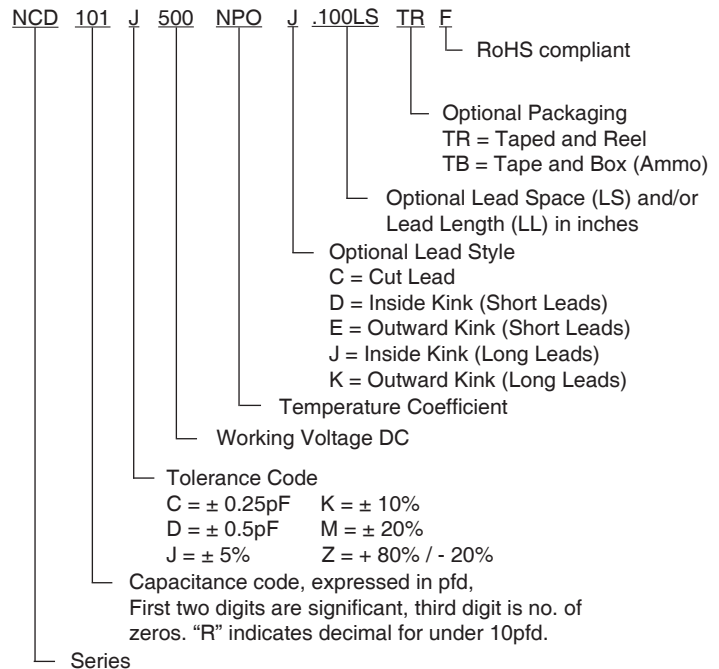 NCD 101 J 500 NPO J .100LS TR F
RoHS compliant
Optional Packaging
TR = Taped and Reel
TB = Tape and Box (Ammo)
Optional Lead Space (LS) and/or
Lead Length (LL) in inches
Optional Lead Style
C = Cut Lead
D = Inside Kink (Short Leads)
E = Outward Kink (Short Leads)
J = Inside Kink (Long Leads)
K = Outward Kink (Long Leads)
Temperature Coefficient
Working Voltage DC
Tolerance Code
C = ± 0.25pF K = ± 10%
D = ± 0.5pF M = ± 20%
J = ± 5% Z = + 80% / - 20%
Capacitance code, expressed in pfd,
First two digits are significant, third digit is no. of
zeros. “R” indicates decimal for under 10pfd.
Series